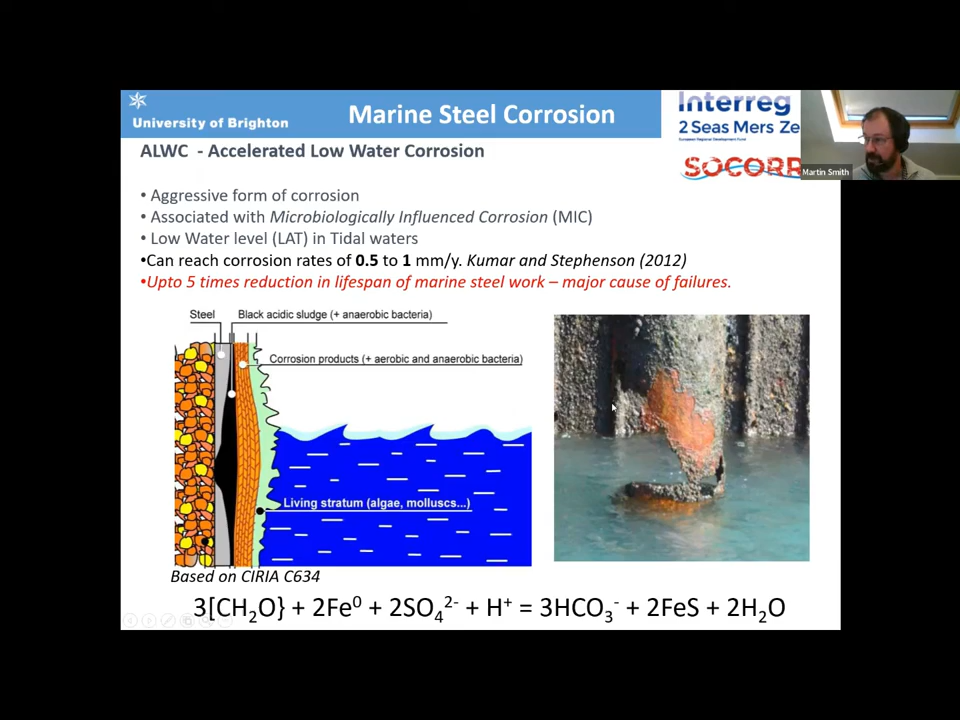 University of Brighton
Marine Steel Corrosion
Interreg
2 Seas Mers Ze
European Regional Development Fund
SOCORR
Martin Smith
ALWC - Accelerated Low Water Corrosion
• Aggressive form of corrosion
• Associated with Microbiologically Influenced Corrosion (MIC)
• Low Water level (LAT) in Tidal waters
•Can reach corrosion rates of 0.5 to 1 mm/y. Kumar and Stephenson (2012)
•Upto 5 times reduction in lifespan of marine steel work – major cause of failures.
Steel
Black acidic sludge (+ anaerobic bacteria)
Corrosion products (+ aerobic and anaerobic bacteria)
Living stratum (algae, molluscs...)
Based on CIRIA C634
3[CH₂O} + 2Fe⁰ + 2SO₄²⁻ + H⁺ = 3HCO₃⁻ + 2FeS + 2H₂O